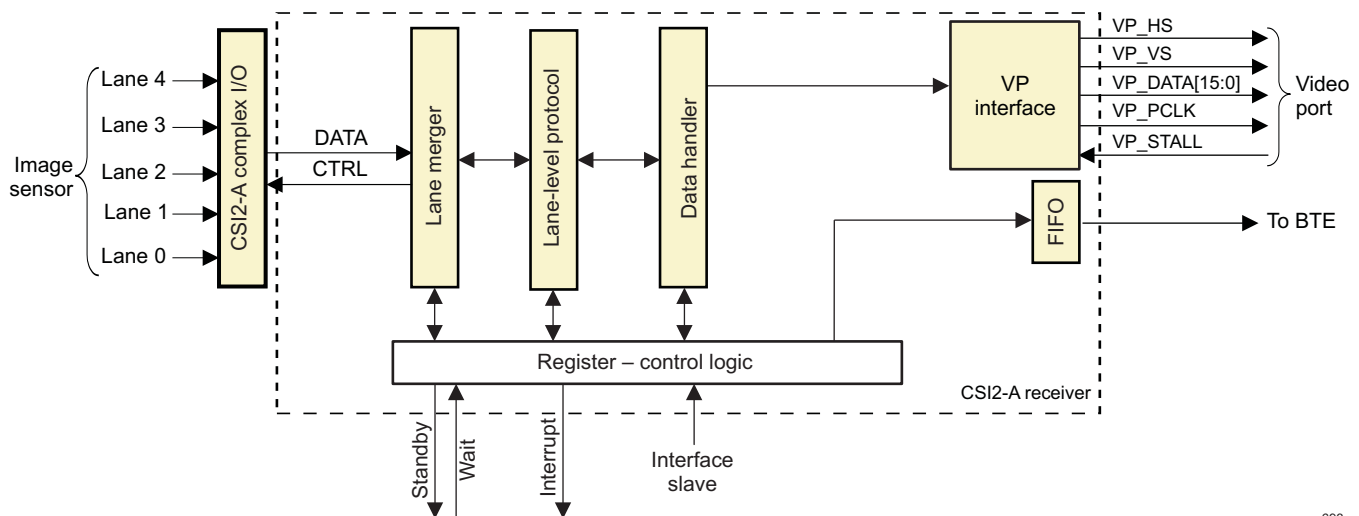 VP_HS
VP_VS
VP_DATA[15:0]
VP_PCLK
VP_STALL
Video
port
VP
interface
Lane 4
Lane 3
Lane 2
Lane 1
Lane 0
Image
sensor
CSI2-A complex I/O
DATA
CTRL
Lane merger
Lane-level protocol
Data handler
FIFO
To BTE
Register – control logic
CSI2-A receiver
Standby
Wait
Interrupt
Interface
slave